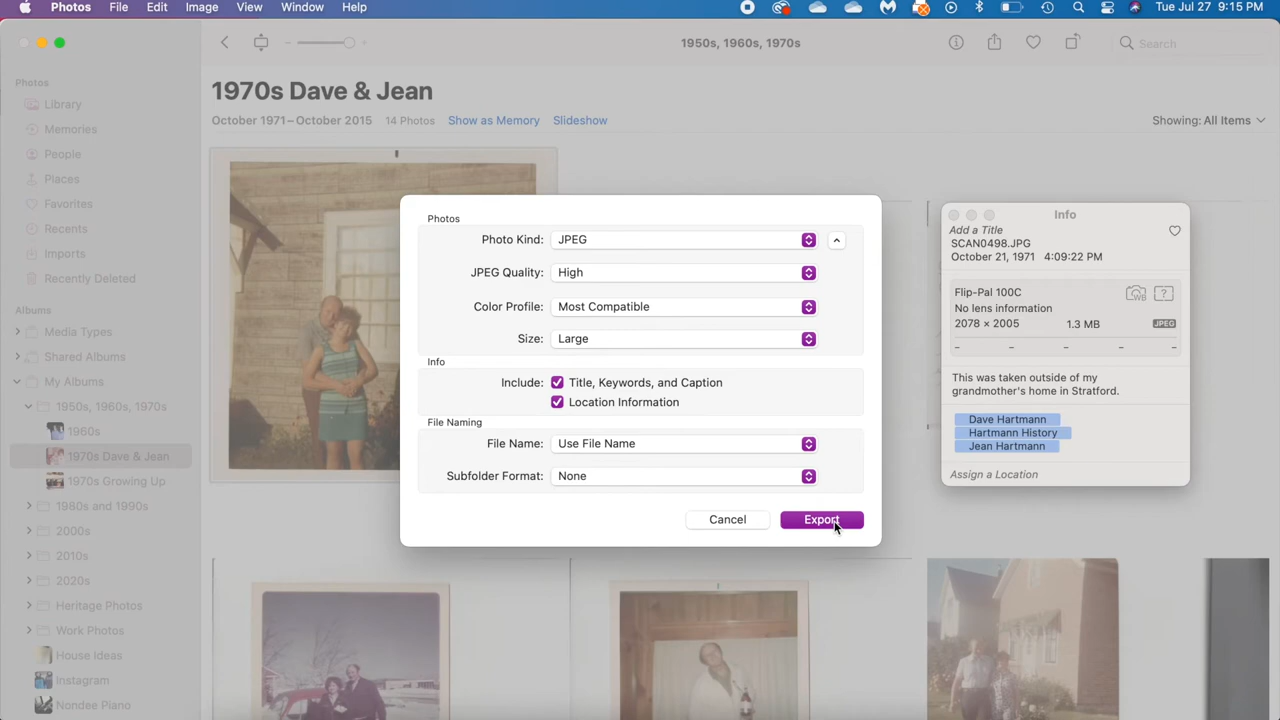 Photos File Edit Image View Window Help Tue Jul 27 9:15 PM
1950s, 1960s, 1970s
Search
Photos
Library
Memories
People
Places
Favorites
Recents
Imports
Recently Deleted
Albums
Media Types
Shared Albums
My Albums
1950s, 1960s, 1970s
1960s
1970s Dave & Jean
1970s Growing Up
1980s and 1990s
2000s
2010s
2020s
Heritage Photos
Work Photos
House Ideas
Instagram
Nondee Piano
1970s Dave & Jean
October 1971–October 2015 14 Photos Show as Memory Slideshow
Showing: All Items
Photos
Photo Kind: JPEG
JPEG Quality: High
Color Profile: Most Compatible
Size: Large
Info
Include: Title, Keywords, and Caption
Location Information
File Naming
File Name: Use File Name
Subfolder Format: None
Cancel Export
Info
Add a Title
SCAN0498.JPG
October 21, 1971 4:09:22 PM
Flip-Pal 100C
No lens information
2078 × 2005 1.3 MB JPEG
– – – – –
This was taken outside of my
grandmother's home in Stratford.
Dave Hartmann
Hartmann History
Jean Hartmann
Assign a Location